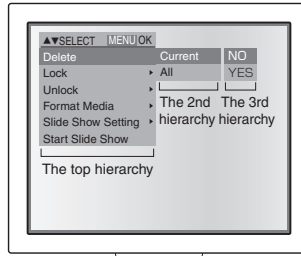 ▲▼SELECT MENU OK
Delete Current NO
Lock ▸ All YES
Unlock ▸
Format Media ▸
Slide Show Setting ▸
Start Slide Show
The 2nd hierarchy
The 3rd hierarchy
The top hierarchy